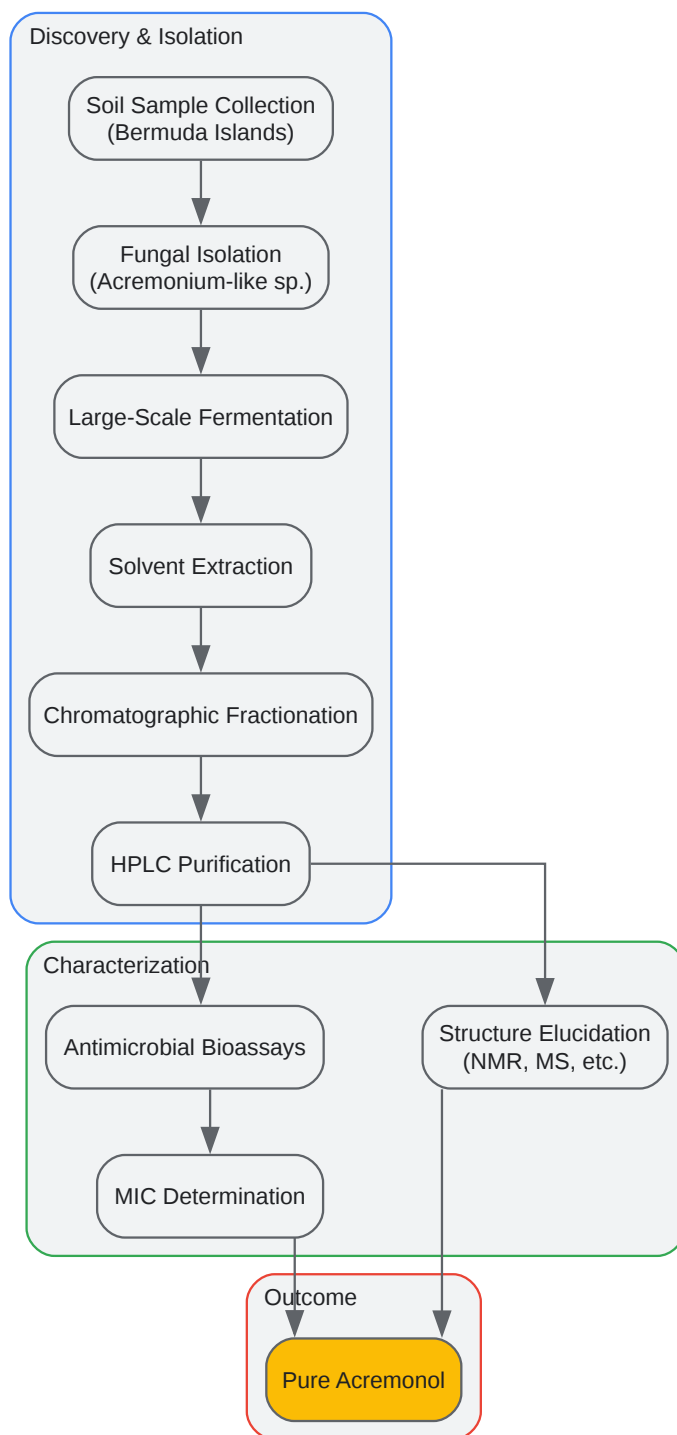 Discovery & Isolation
Soil Sample Collection
(Bermuda Islands)
Fungal Isolation
(Acremonium-like sp.)
Large-Scale Fermentation
Solvent Extraction
Chromatographic Fractionation
HPLC Purification
Characterization
Antimicrobial Bioassays
Structure Elucidation
(NMR, MS, etc.)
MIC Determination
Outcome
Pure Acremonol